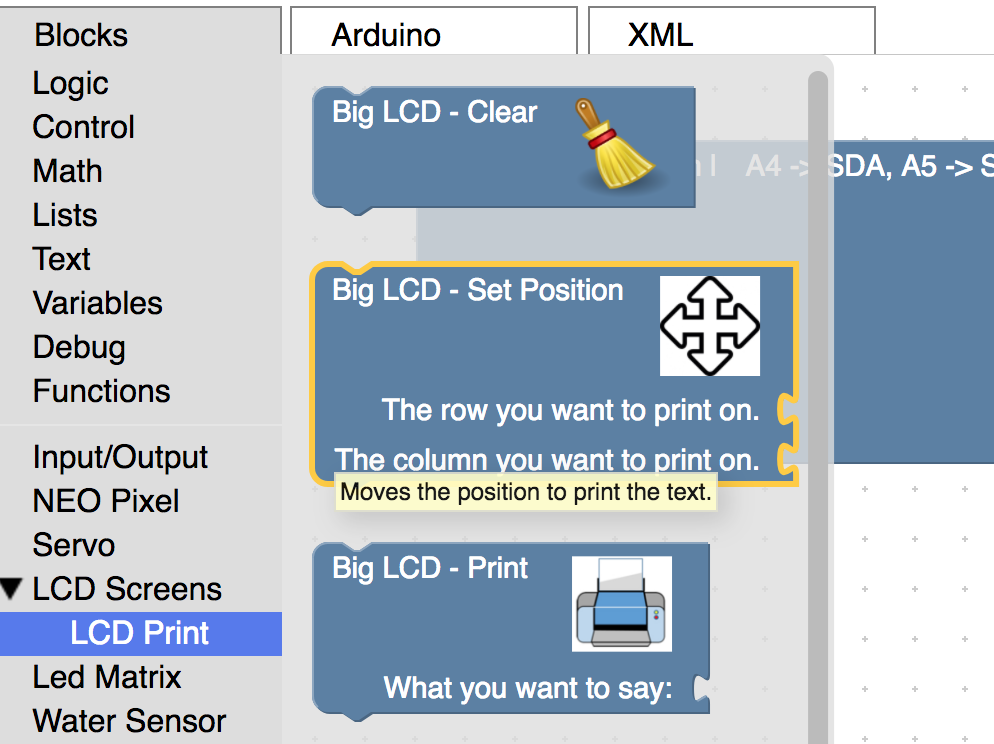 Blocks
Arduino
XML
Logic
Control
Math
Lists
Text
Variables
Debug
Functions
Input/Output
NEO Pixel
Servo
LCD Screens
LCD Print
Led Matrix
Water Sensor
Big LCD - Clear
A4 -> SDA, A5 -> S
Big LCD - Set Position
The row you want to print on.
The column you want to print on.
Moves the position to print the text.
Big LCD - Print
What you want to say: